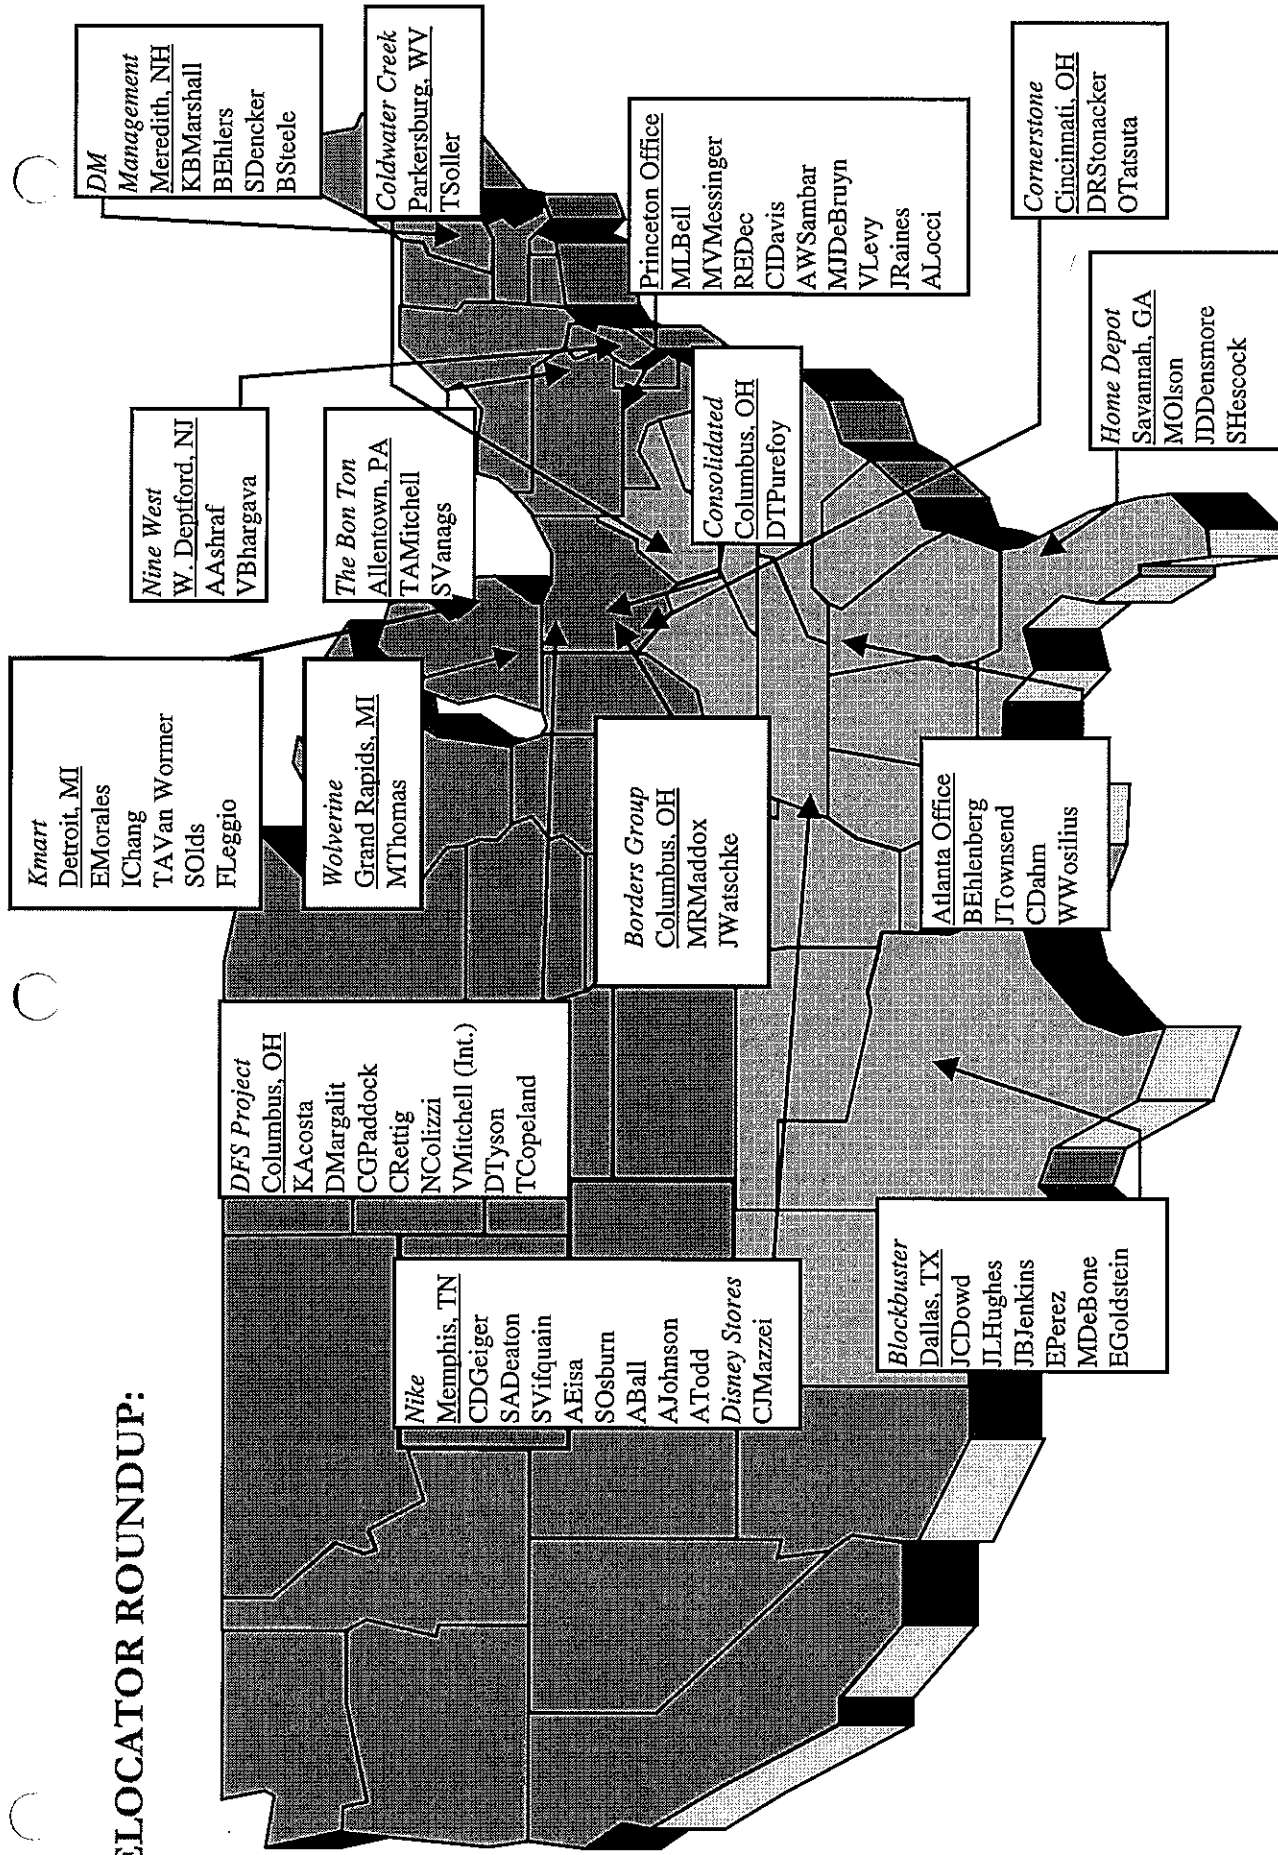 ELOCATOR ROUNDUP:
Nike
Memphis, TN
CDGeiger
SADeaton
SVifquain
AEisa
SOsburn
ABall
AJohnson
ATodd
Disney Stores
CJMazzei
DFS Project
Columbus, OH
KAcosta
DMargalit
CGPaddock
CRettig
NColizzi
VMitchell (Int.)
DTyson
TCopeland
Kmart
Detroit, MI
EMorales
IChang
TAVan Wormer
SOlds
FLeggio
Wolverine
Grand Rapids, MI
MThomas
Nine West
W. Deptford, NJ
AAshraf
VBhargava
The Bon Ton
Allentown, PA
TAMitchell
SVanags
DM
Management
Meredith, NH
KBMarshall
BEhlers
SDencker
BSteele
Coldwater Creek
Parkersburg, WV
TSoller
Princeton Office
MLBell
MVMessinger
REDec
CIDavis
AWSambar
MJDeBruyn
VLevy
JRaines
ALocci
Borders Group
Columbus, OH
MRMaddox
JWatschke
Consolidated
Columbus, OH
DTPurefoy
Blockbuster
Dallas, TX
JCDowd
JLHughes
JBJenkins
EPerez
MDeBone
EGoldstein
Atlanta Office
BEhlenberg
JTownsend
CDahm
WWosilius
Home Depot
Savannah, GA
MOlson
JDDensmore
SHescock
Cornerstone
Cincinnati, OH
DRStonacker
OTatsuta